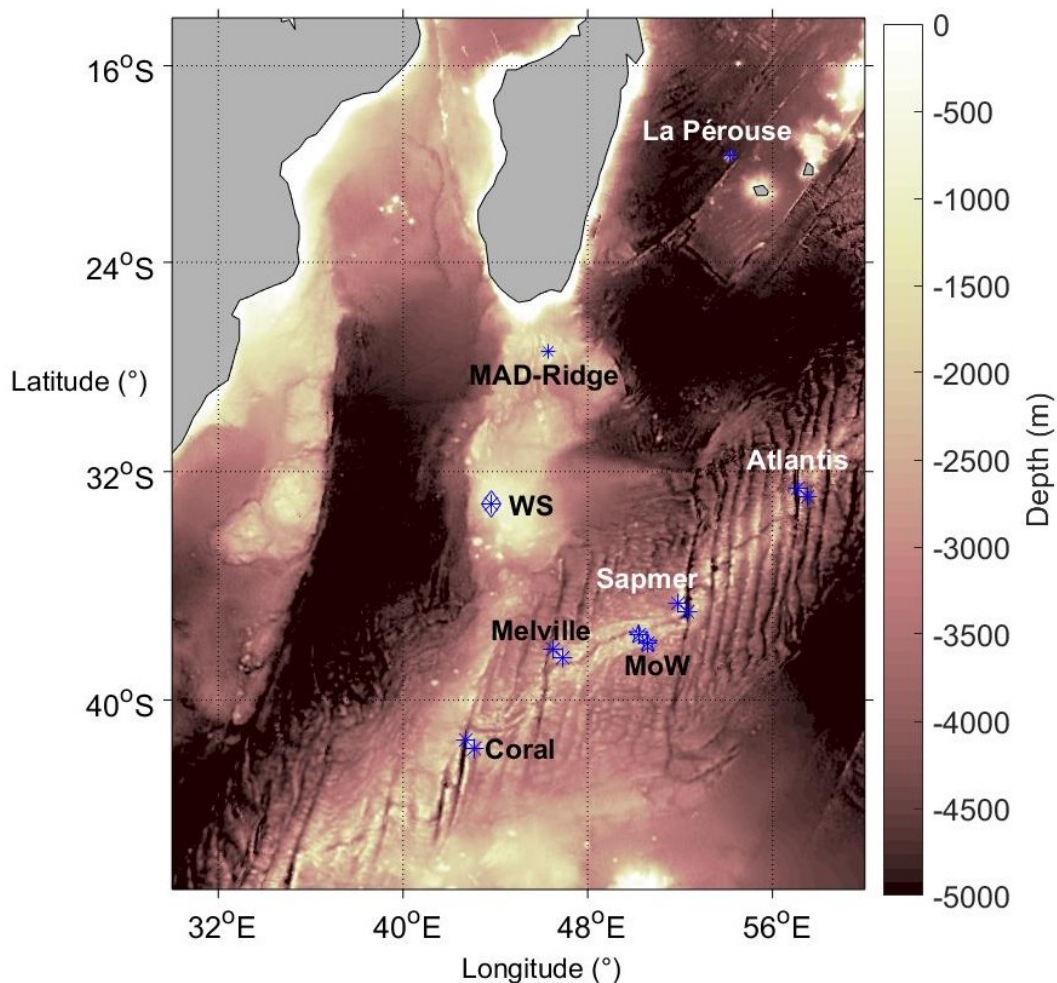 16°S
24°S
32°S
40°S
Latitude (°)
32°E
40°E
48°E
56°E
Longitude (°)
La Pérouse
MAD-Ridge
Atlantis
WS
Sapmer
Melville
MoW
Coral
0
-500
-1000
-1500
-2000
-2500
-3000
-3500
-4000
-4500
-5000
Depth (m)